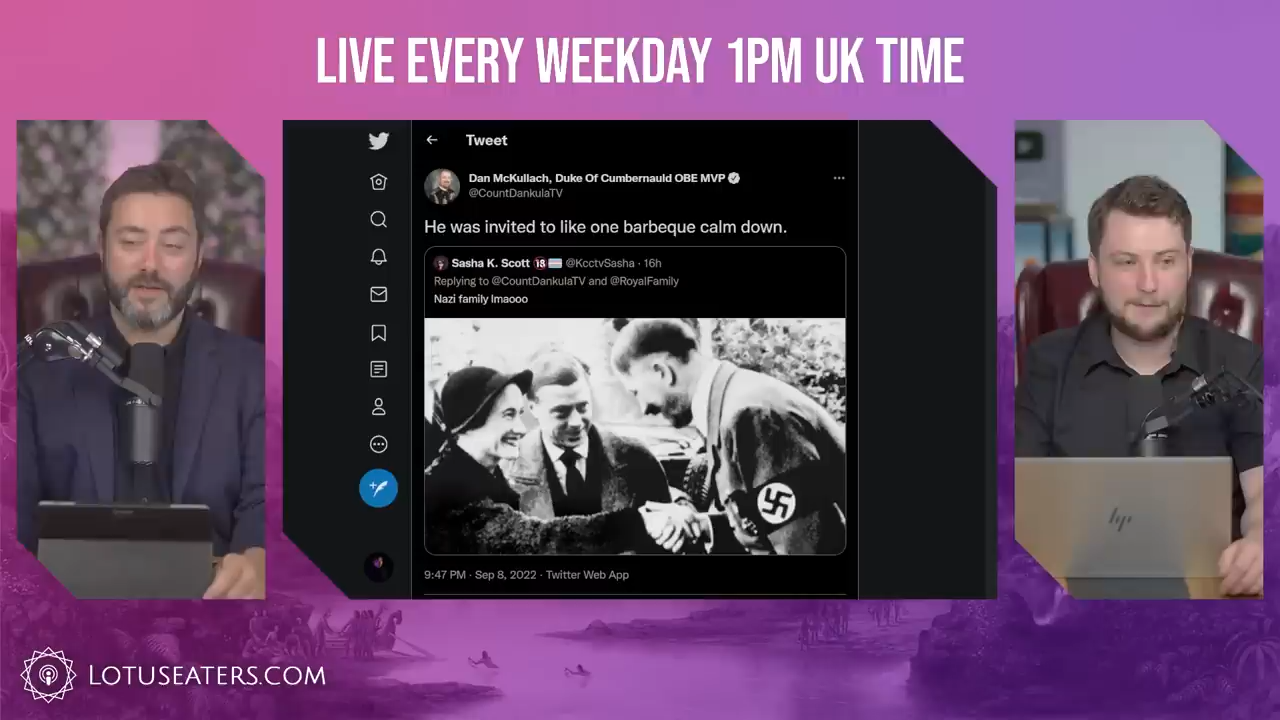 LIVE EVERY WEEKDAY 1PM UK TIME
Tweet
Dan McKullach, Duke Of Cumbernauld OBE MVP
@CountDankulaTV
He was invited to like one barbeque calm down.
Sasha K. Scott 🔞 @KcctvSasha · 16h
Replying to @CountDankulaTV and @RoyalFamily
Nazi family lmaooo
9:47 PM · Sep 8, 2022 · Twitter Web App
hp
LOTUSEATERS.COM